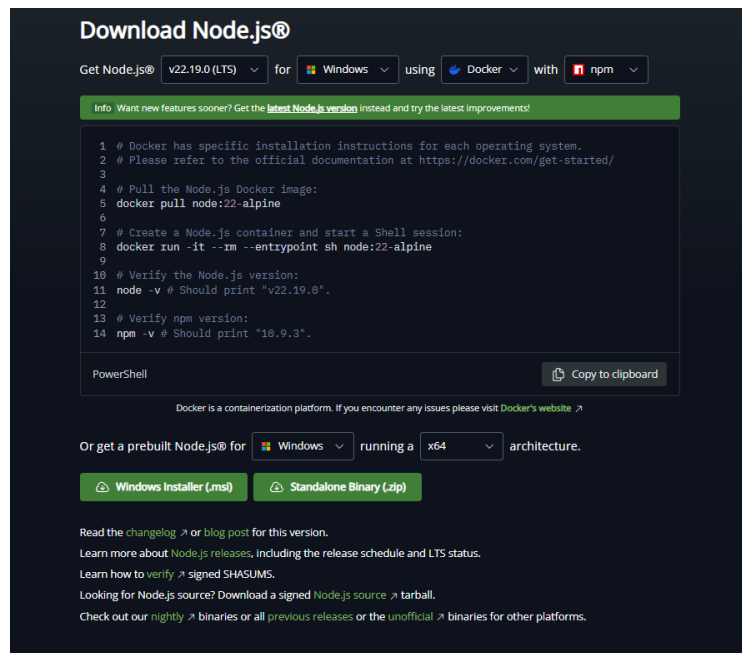 Download Node.js®
Get Node.js® v22.19.0 (LTS) for Windows using Docker with npm
Info Want new features sooner? Get the latest Node.js version instead and try the latest improvements!
1 # Docker has specific installation instructions for each operating system.
2 # Please refer to the official documentation at https://docker.com/get-started/
3
4 # Pull the Node.js Docker image:
5 docker pull node:22-alpine
6
7 # Create a Node.js container and start a Shell session:
8 docker run -it --rm --entrypoint sh node:22-alpine
9
10 # Verify the Node.js version:
11 node -v # Should print "v22.19.0".
12
13 # Verify npm version:
14 npm -v # Should print "10.9.3".
PowerShell Copy to clipboard
Docker is a containerization platform. If you encounter any issues please visit Docker's website ↗
Or get a prebuilt Node.js® for Windows running a x64 architecture.
Windows Installer (.msi) Standalone Binary (.zip)
Read the changelog ↗ or blog post for this version.
Learn more about Node.js releases, including the release schedule and LTS status.
Learn how to verify ↗ signed SHASUMS.
Looking for Node.js source? Download a signed Node.js source ↗ tarball.
Check out our nightly ↗ binaries or all previous releases or the unofficial ↗ binaries for other platforms.